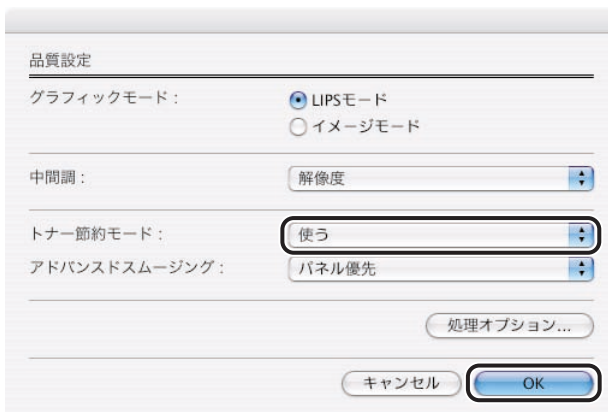 品質設定
グラフィックモード： LIPSモード
イメージモード
中間調： 解像度
トナー節約モード： 使う
アドバンスドスムージング： パネル優先
処理オプション...
キャンセル OK